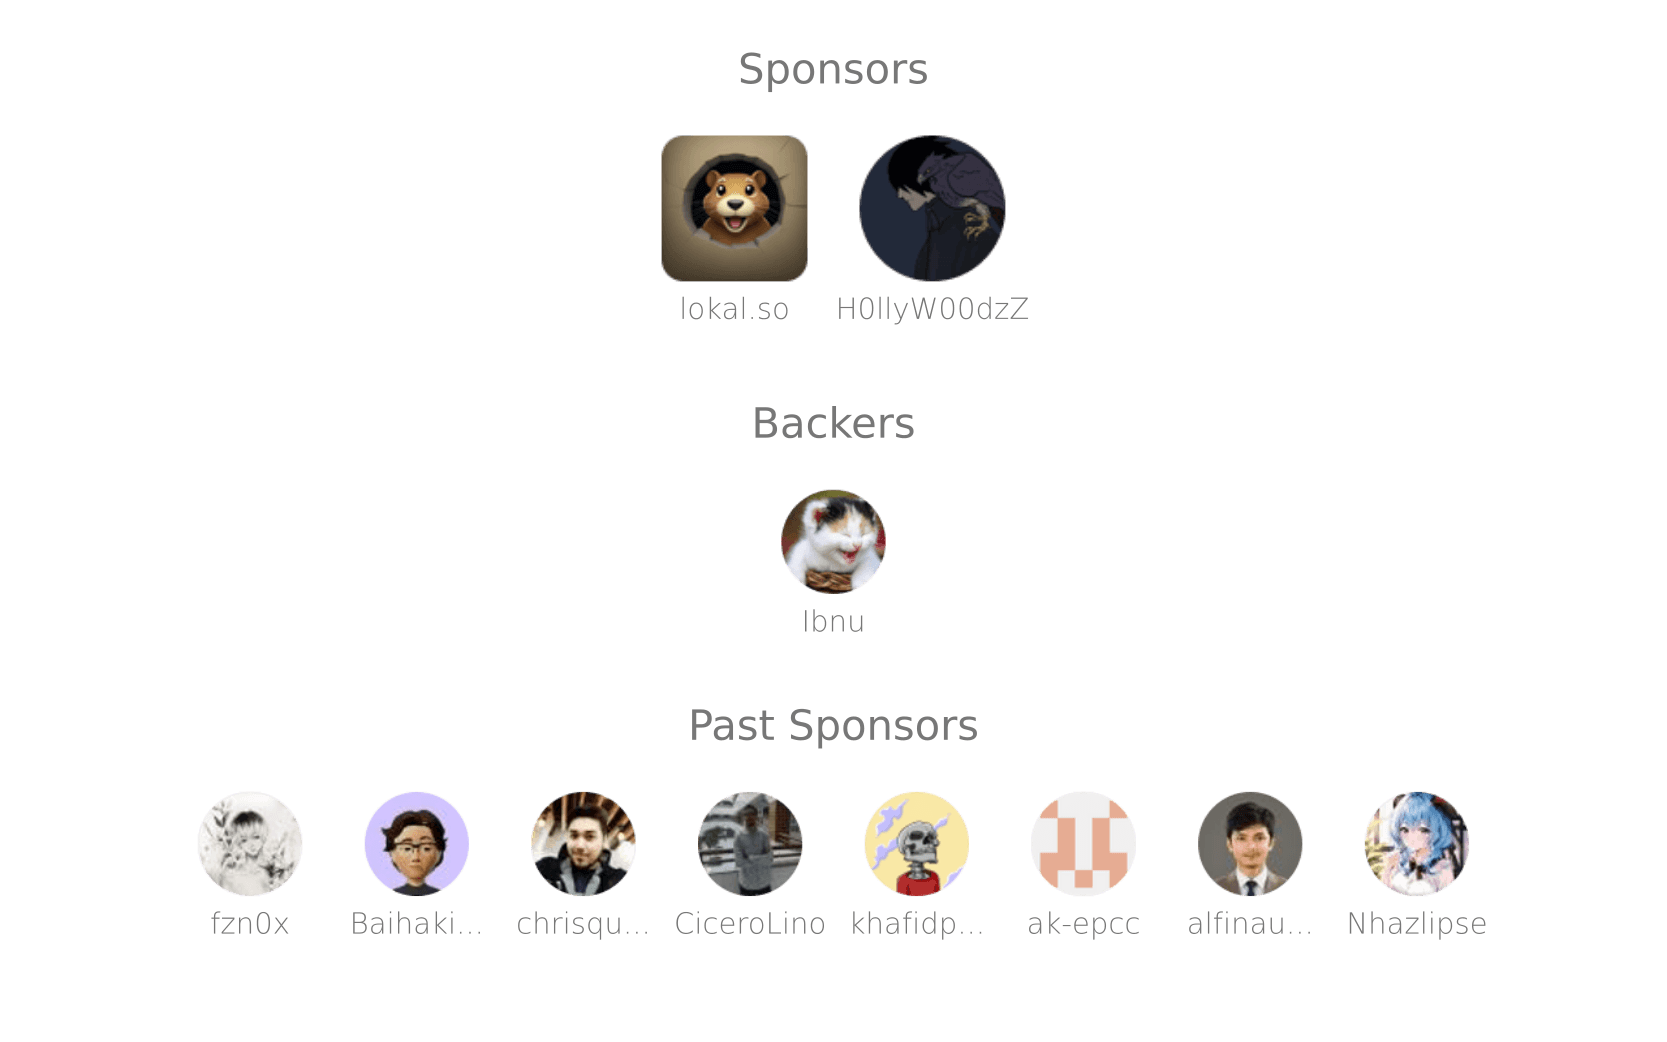 Sponsors
lokal.so H0llyW00dzZ
Backers
Ibnu
Past Sponsors
fzn0x Baihaki... chrisqu... CiceroLino khafidp... ak-epcc alfinau... Nhazlipse